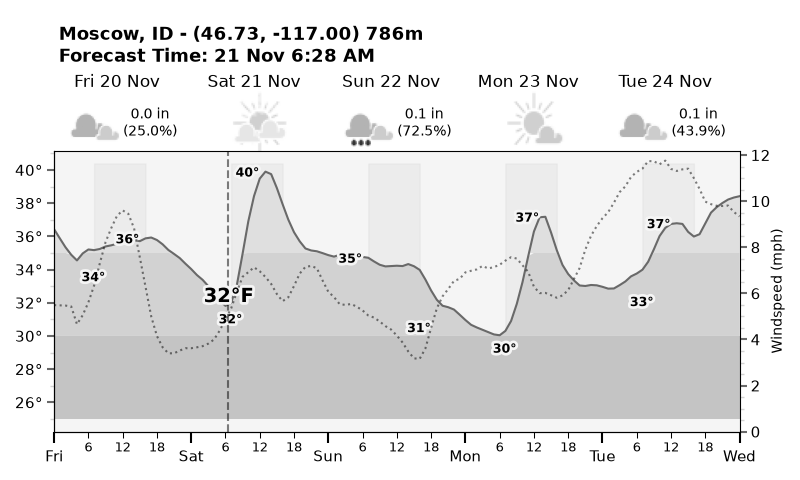 Moscow, ID - (46.73, -117.00) 786m
Forecast Time: 21 Nov 6:28 AM
Fri 20 Nov Sat 21 Nov Sun 22 Nov Mon 23 Nov Tue 24 Nov
0.0 in 0.1 in 0.1 in
(25.0%) (72.5%) (43.9%)
40° 38° 36° 34° 32° 30° 28° 26°
34° 36° 32°F 32° 40° 35° 31° 30° 37° 33° 37°
12 10 8 6 4 2 0
Windspeed (mph)
6 12 18 6 12 18 6 12 18 6 12 18 6 12 18
Fri Sat Sun Mon Tue Wed